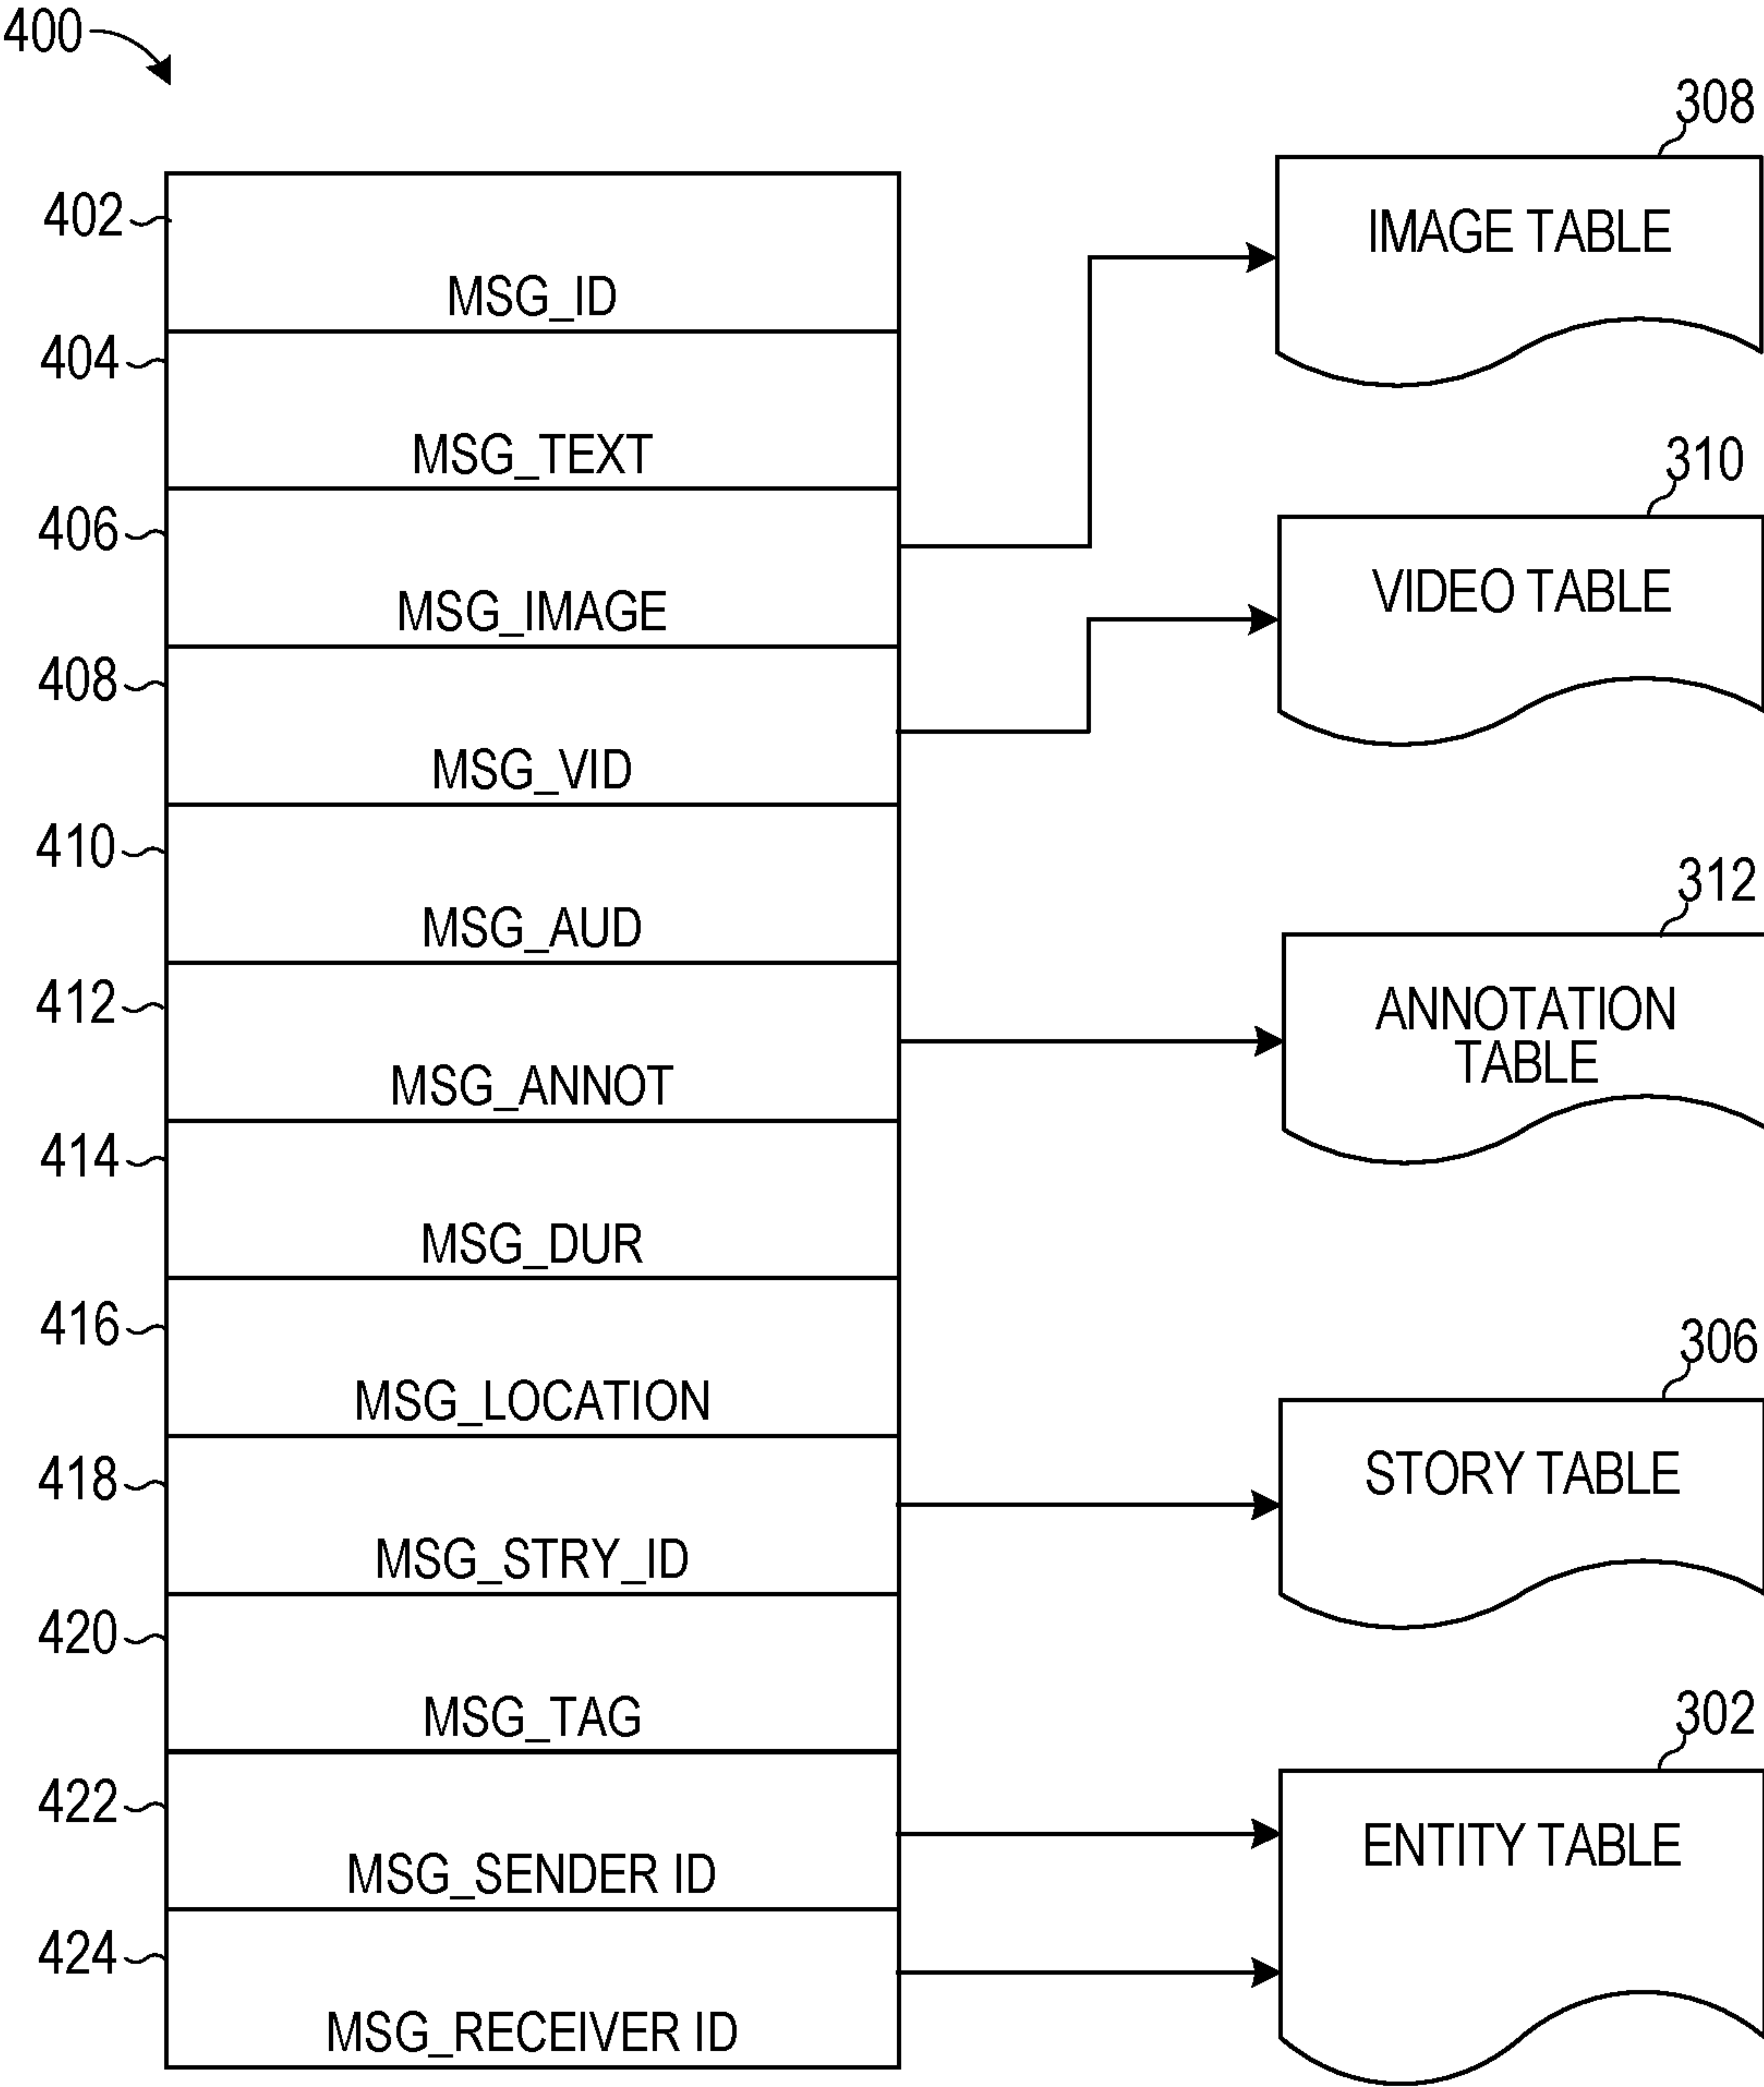 400
308
402
IMAGE TABLE
MSG_ID
404
MSG_TEXT
310
406
VIDEO TABLE
MSG_IMAGE
408
MSG_VID
410
312
MSG_AUD
412
ANNOTATION
TABLE
MSG_ANNOT
414
MSG_DUR
416
306
MSG_LOCATION
418
STORY TABLE
MSG_STRY_ID
420
302
MSG_TAG
422
ENTITY TABLE
MSG_SENDER ID
424
MSG_RECEIVER ID